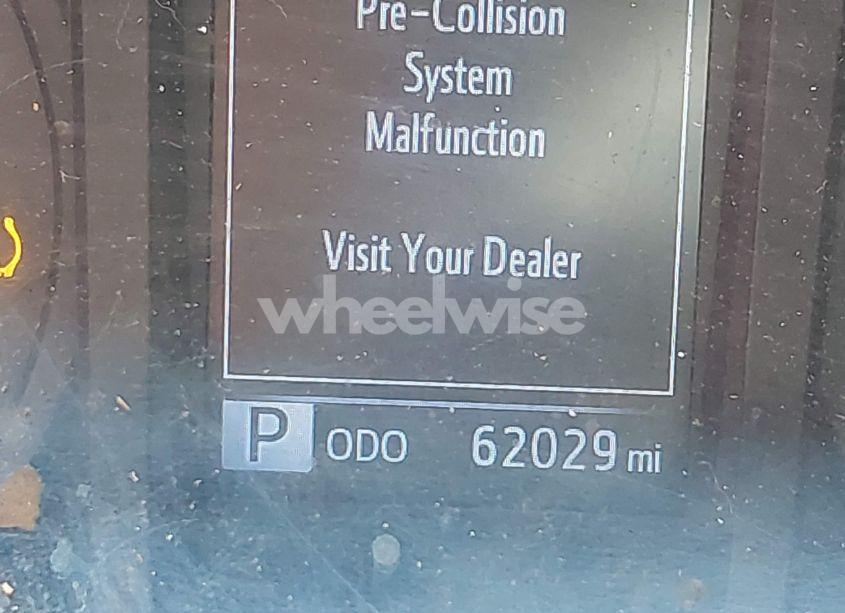 Pre-Collision
System
Malfunction
Visit Your Dealer
wheelwise
P ODO 62029 mi